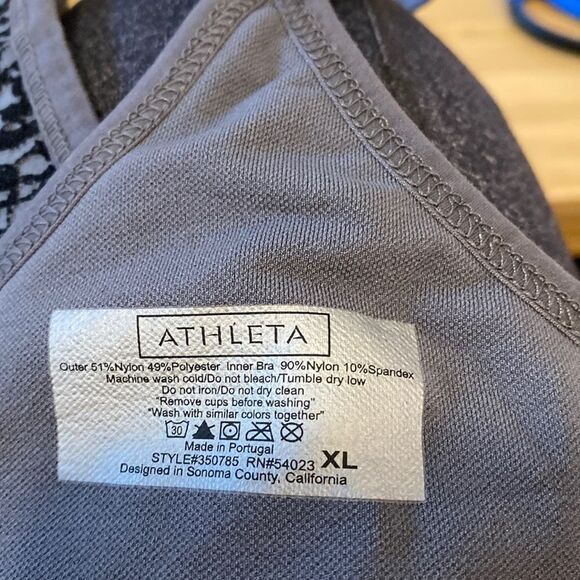 ATHLETA
Outer 51%Nylon 49%Polyester Inner Bra 90%Nylon 10%Spandex
Machine wash cold/Do not bleach/Tumble dry low
Do not iron/Do not dry clean
"Remove cups before washing"
"Wash with similar colors together"
30
Made in Portugal
STYLE#350785 RN#54023 XL
Designed in Sonoma County, California